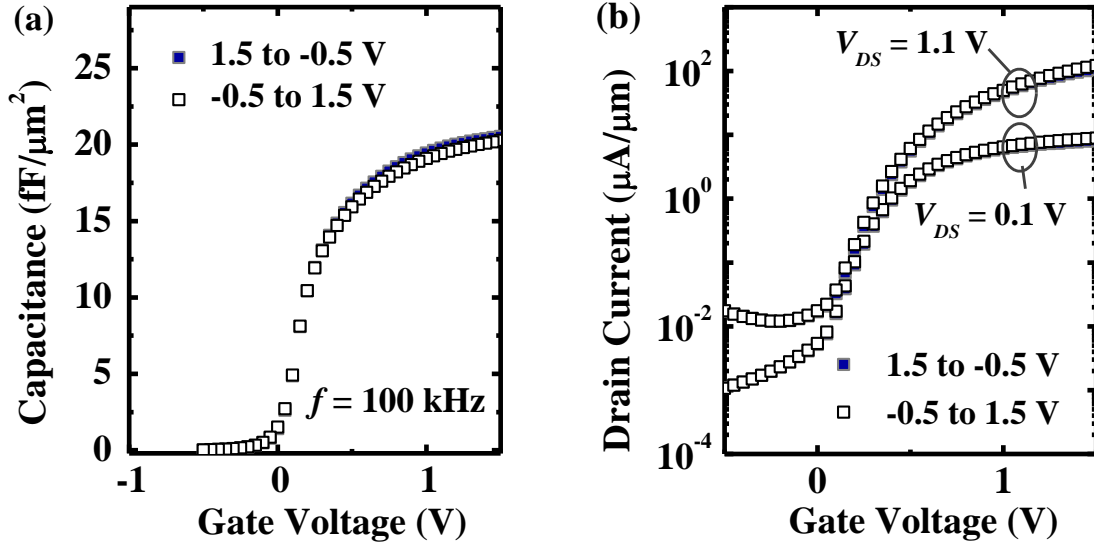 (a)
Capacitance (fF/μm²)
25
20
15
10
5
0
1.5 to -0.5 V
-0.5 to 1.5 V
f = 100 kHz
-1 0 1
Gate Voltage (V)
(b)
Drain Current (μA/μm)
10²
10⁰
10⁻²
10⁻⁴
V_DS = 1.1 V
V_DS = 0.1 V
1.5 to -0.5 V
-0.5 to 1.5 V
0 1
Gate Voltage (V)